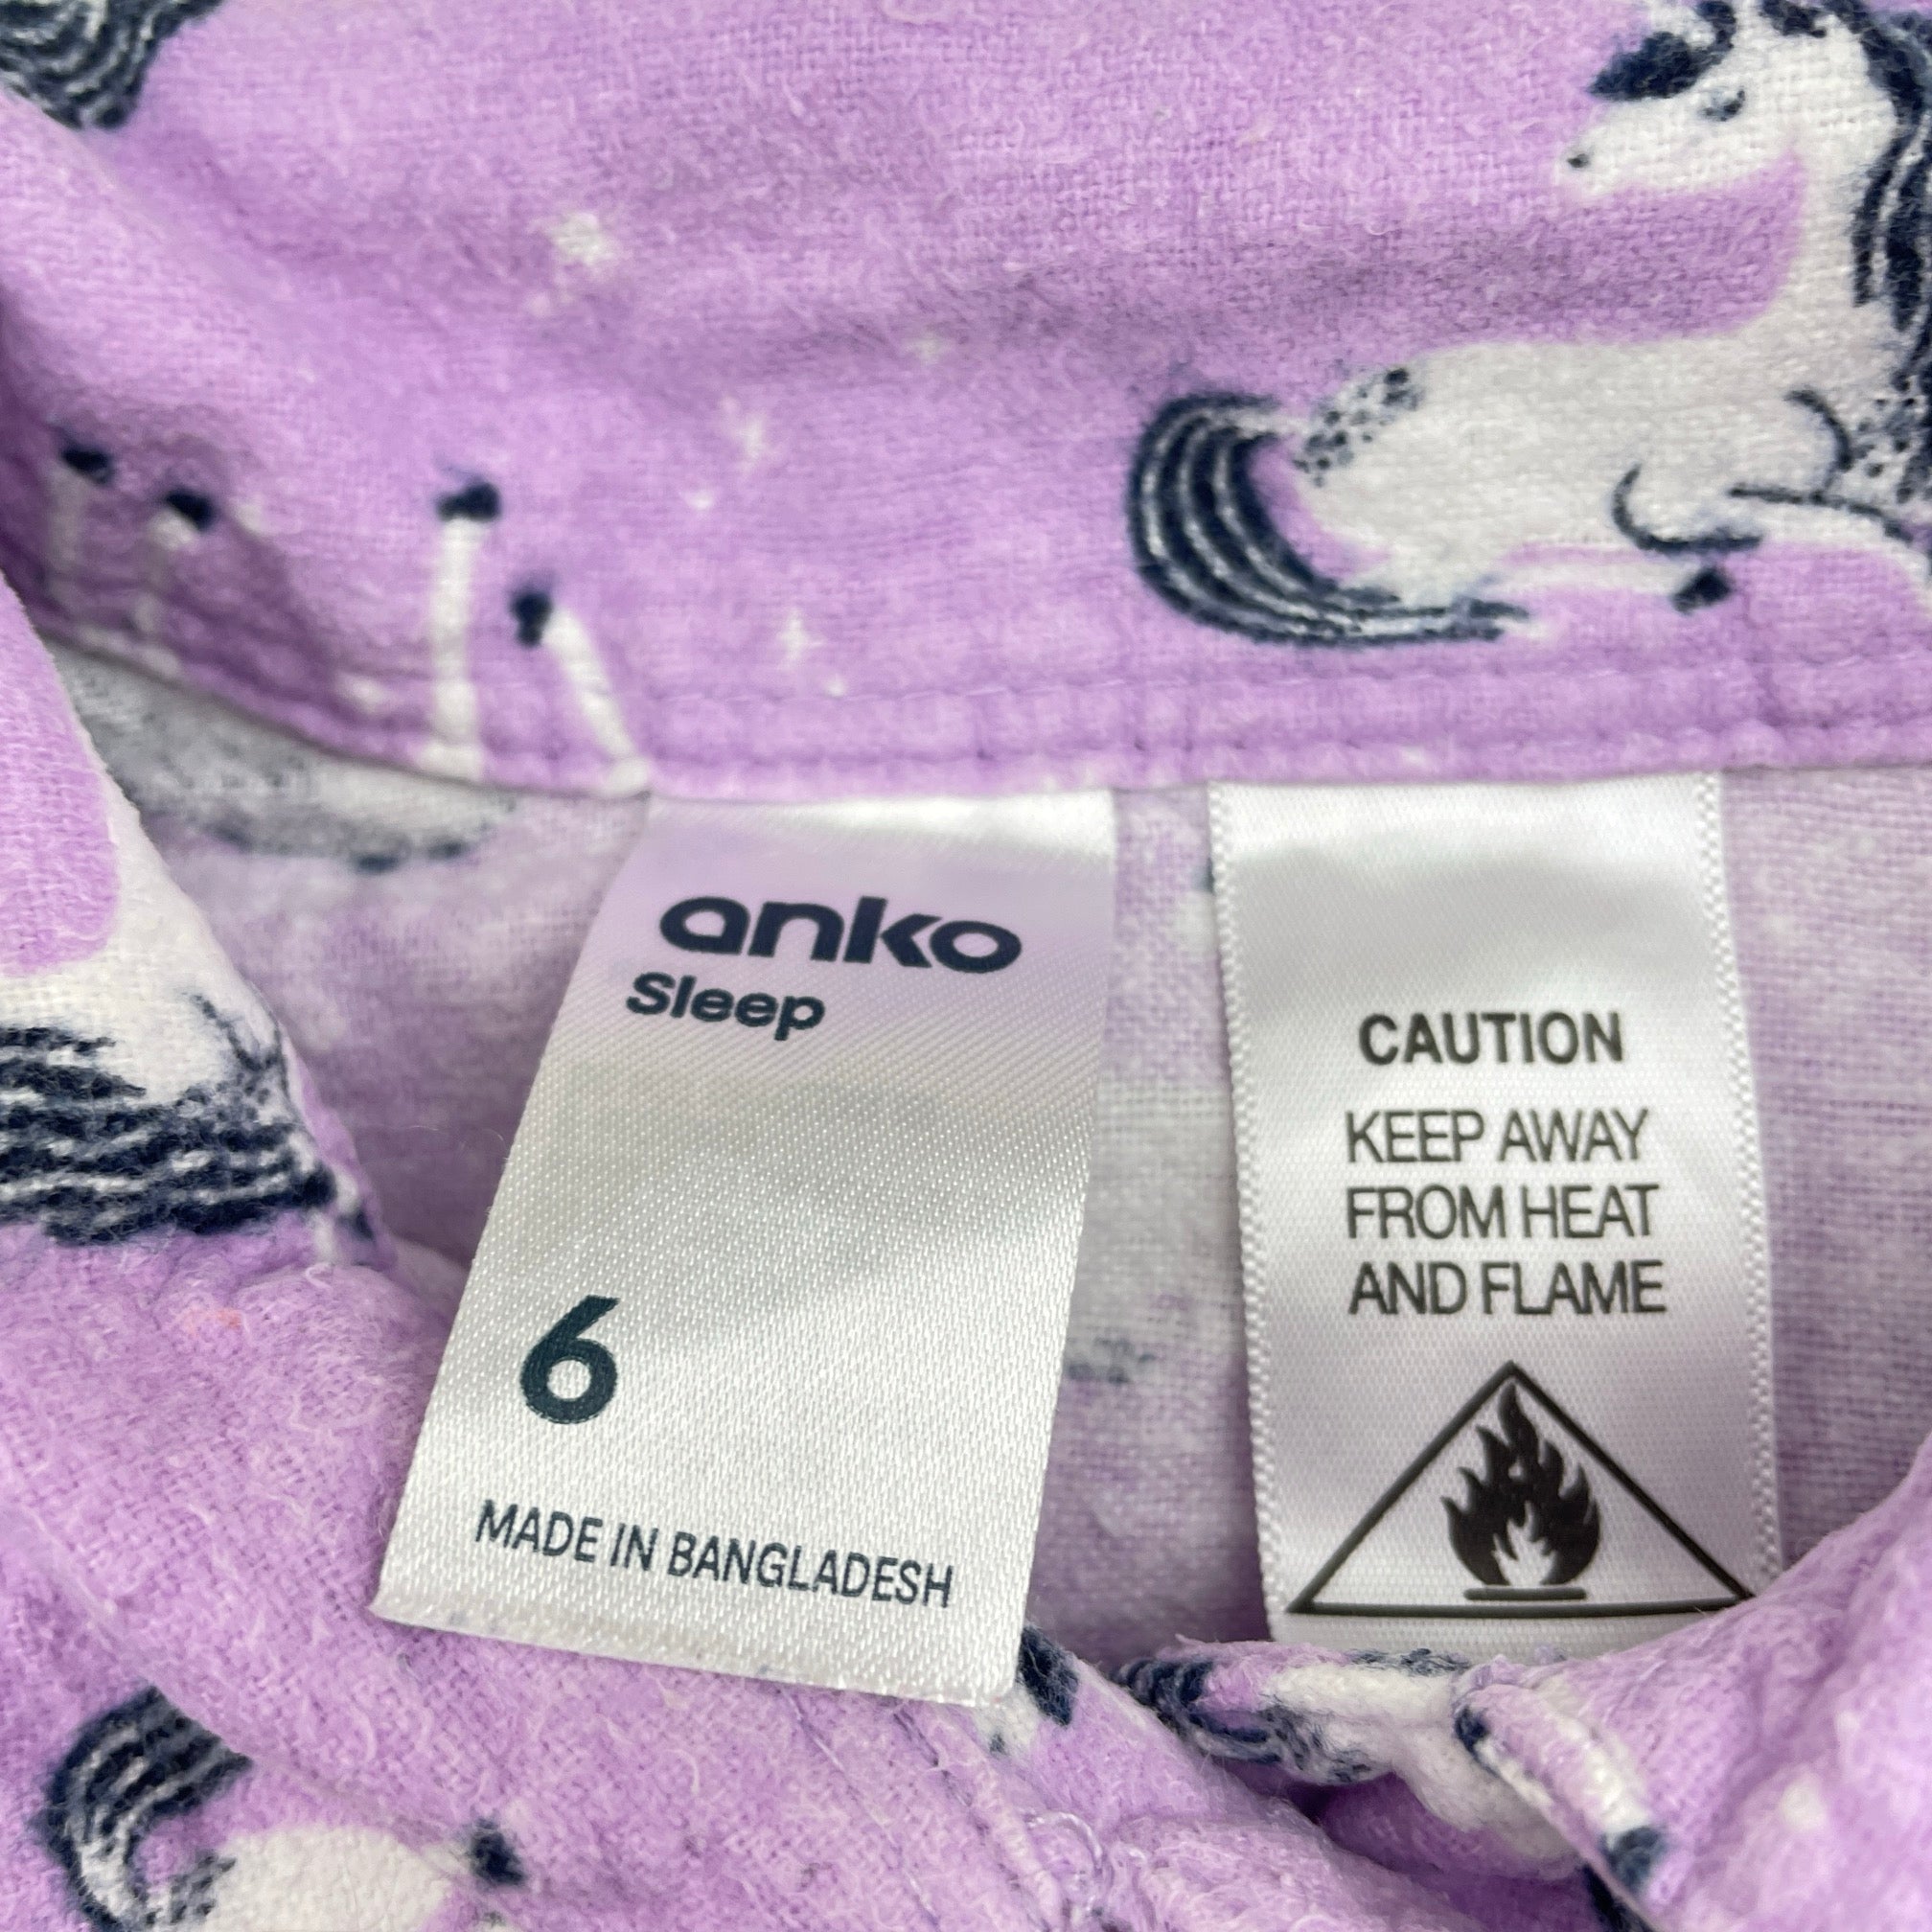 anko
Sleep
6
MADE IN BANGLADESH
CAUTION
KEEP AWAY
FROM HEAT
AND FLAME